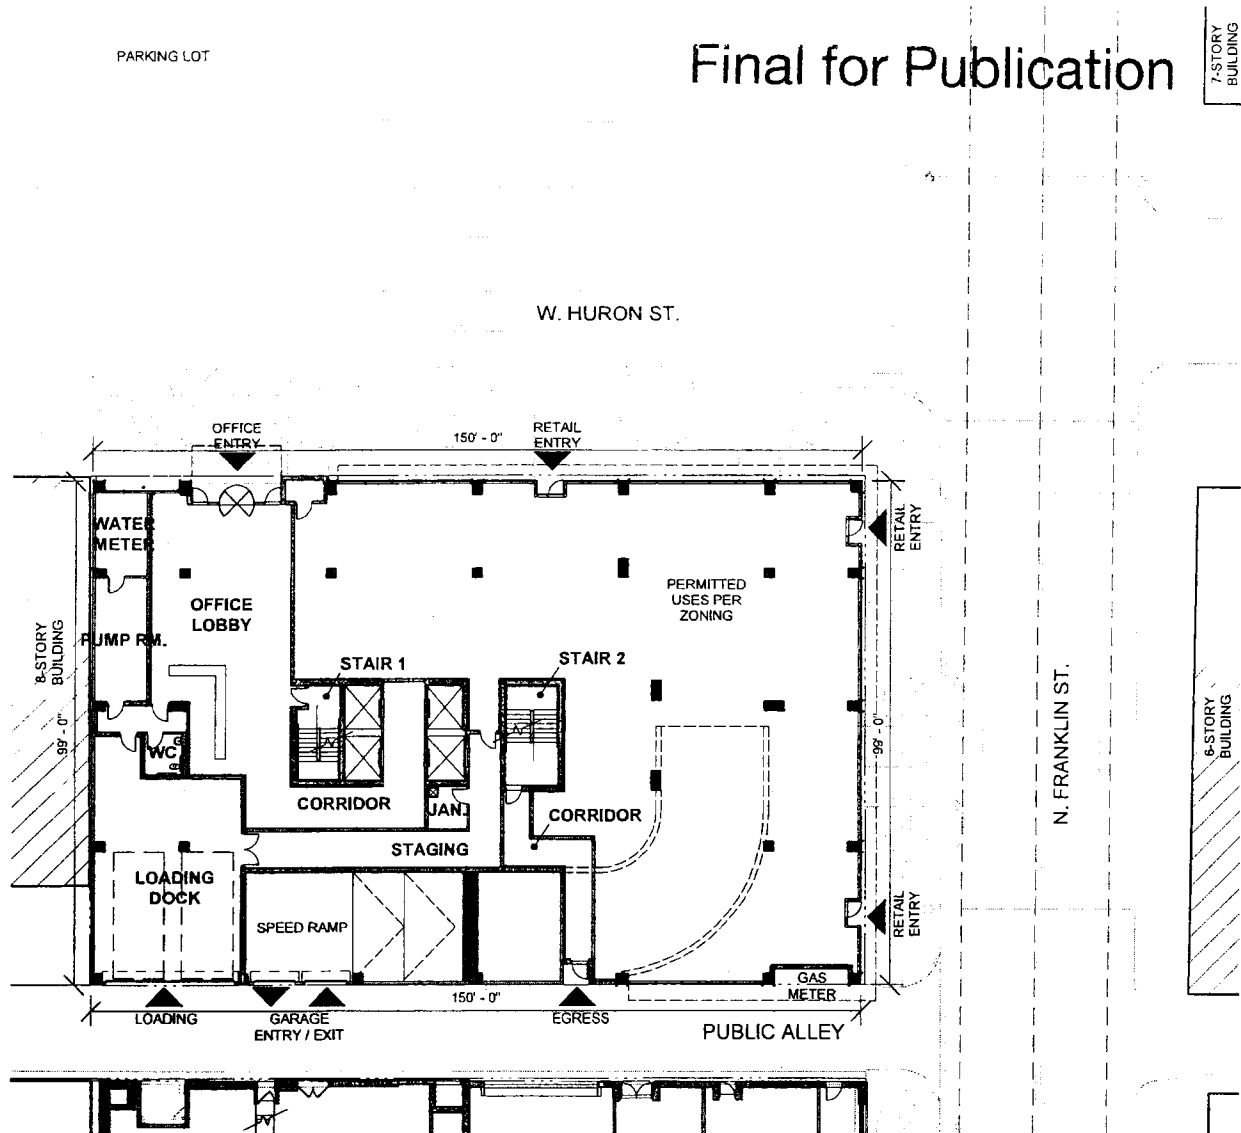 PARKING LOT
Final for Publication
7-STORY
BUILDING
W. HURON ST.
OFFICE
ENTRY
150' - 0"
RETAIL
ENTRY
WATER
METER
RETAIL
ENTRY
PERMITTED
USES PER
ZONING
OFFICE
LOBBY
8-STORY
BUILDING
PUMP RM.
STAIR 1
STAIR 2
N. FRANKLIN ST.
6-STORY
BUILDING
99' - 0"
99' - 0"
WC
CORRIDOR
JAN.
CORRIDOR
STAGING
LOADING
DOCK
SPEED RAMP
RETAIL
ENTRY
GAS
METER
150' - 0"
LOADING
GARAGE
ENTRY / EXIT
EGRESS
PUBLIC ALLEY